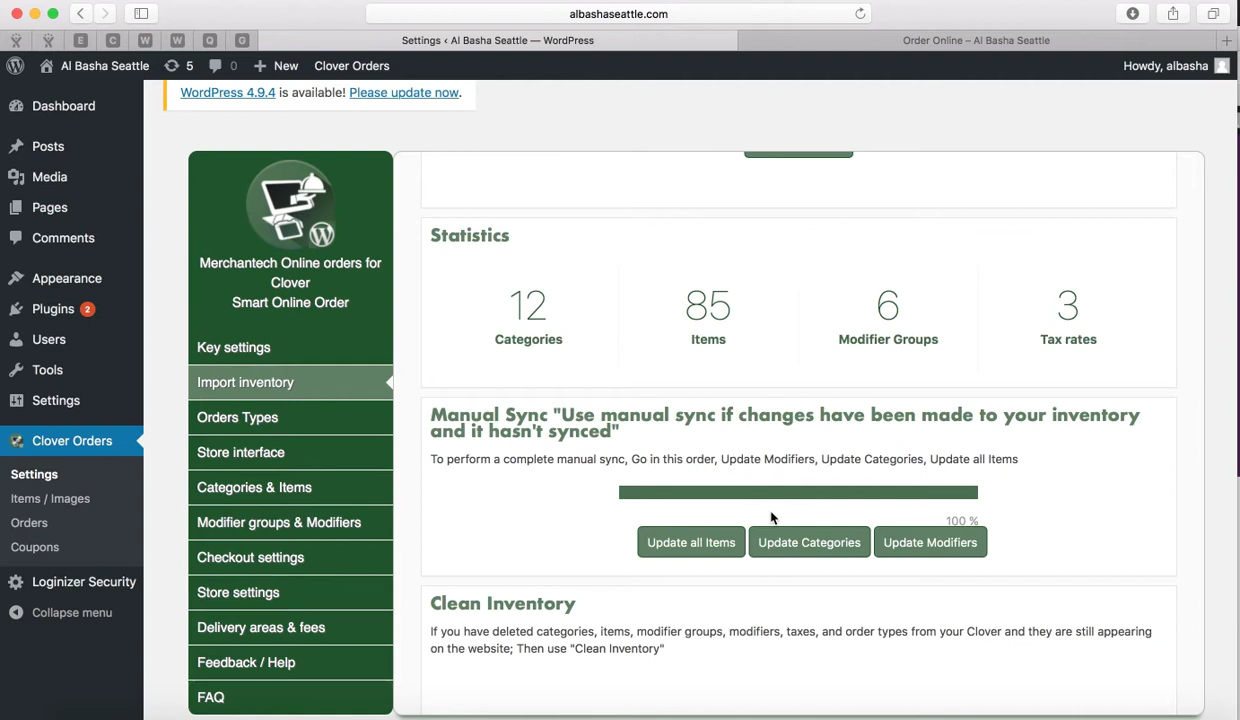 albashaseattle.com
E C W W Q G
Settings ‹ Al Basha Seattle — WordPress
Order Online – Al Basha Seattle
Al Basha Seattle 5 0 New Clover Orders
Howdy, albasha
WordPress 4.9.4 is available! Please update now.
Dashboard
Posts
Media
Pages
Comments
Appearance
Plugins 2
Users
Tools
Settings
Clover Orders
Settings
Items / Images
Orders
Coupons
Loginizer Security
Collapse menu
Merchantech Online orders for
Clover
Smart Online Order
Key settings
Import inventory
Orders Types
Store interface
Categories & Items
Modifier groups & Modifiers
Checkout settings
Store settings
Delivery areas & fees
Feedback / Help
FAQ
Statistics
12 85 6 3
Categories Items Modifier Groups Tax rates
Manual Sync "Use manual sync if changes have been made to your inventory
and it hasn't synced"
To perform a complete manual sync, Go in this order, Update Modifiers, Update Categories, Update all Items
100 %
Update all Items Update Categories Update Modifiers
Clean Inventory
If you have deleted categories, items, modifier groups, modifiers, taxes, and order types from your Clover and they are still appearing
on the website; Then use "Clean Inventory"